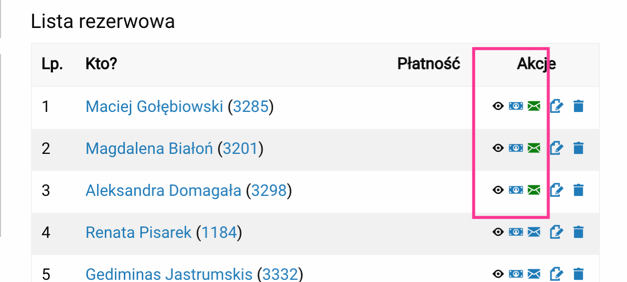 Lista rezerwowa
Lp. Kto? Płatność Akcje
1 Maciej Gołębiowski (3285)
2 Magdalena Białoń (3201)
3 Aleksandra Domagała (3298)
4 Renata Pisarek (1184)
5 Gediminas Jastrumskis (3332)